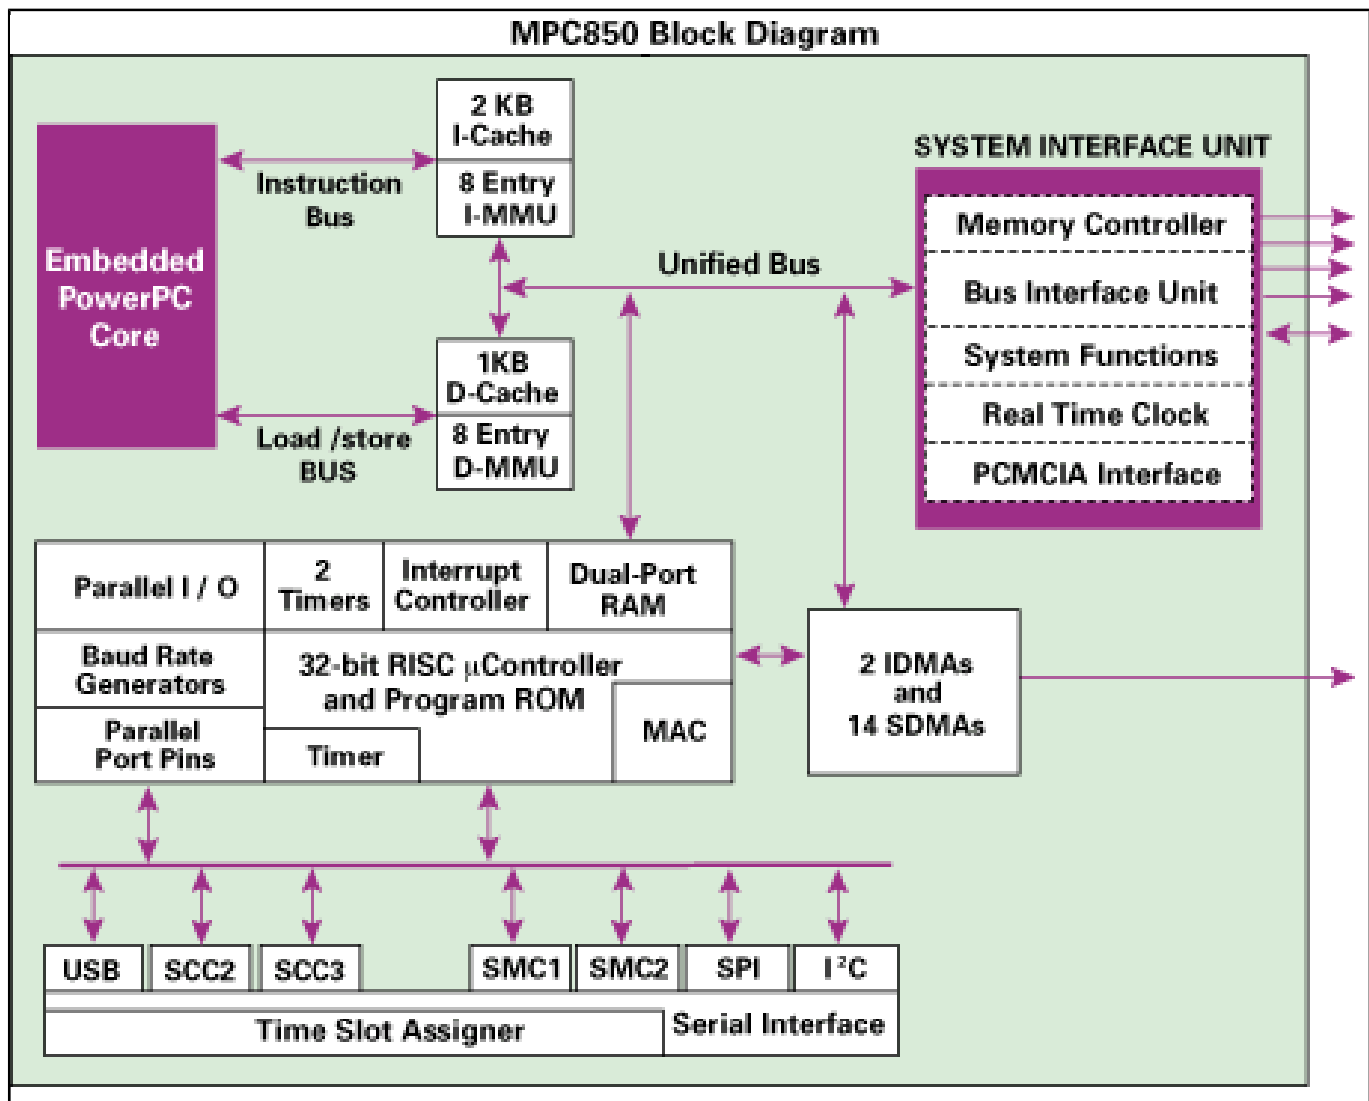 MPC850 Block Diagram
2 KB
I-Cache
8 Entry
I-MMU
Instruction
Bus
Embedded
PowerPC
Core
Unified Bus
SYSTEM INTERFACE UNIT
Memory Controller
Bus Interface Unit
System Functions
Real Time Clock
PCMCIA Interface
1KB
D-Cache
8 Entry
D-MMU
Load /store
BUS
Parallel I / O
2
Timers
Interrupt
Controller
Dual-Port
RAM
Baud Rate
Generators
32-bit RISC µController
and Program ROM
Parallel
Port Pins
Timer
MAC
2 IDMAs
and
14 SDMAs
USB
SCC2
SCC3
SMC1
SMC2
SPI
I²C
Time Slot Assigner
Serial Interface